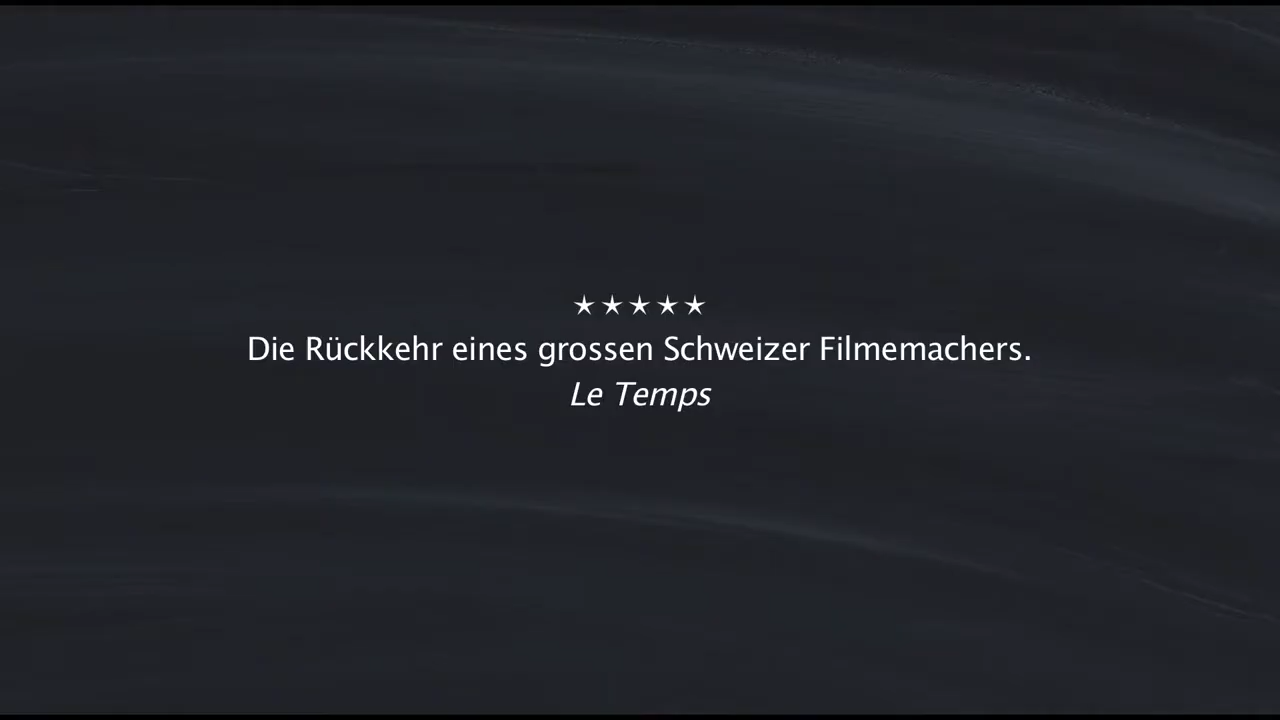 ★★★★★
Die Rückkehr eines grossen Schweizer Filmemachers.
Le Temps